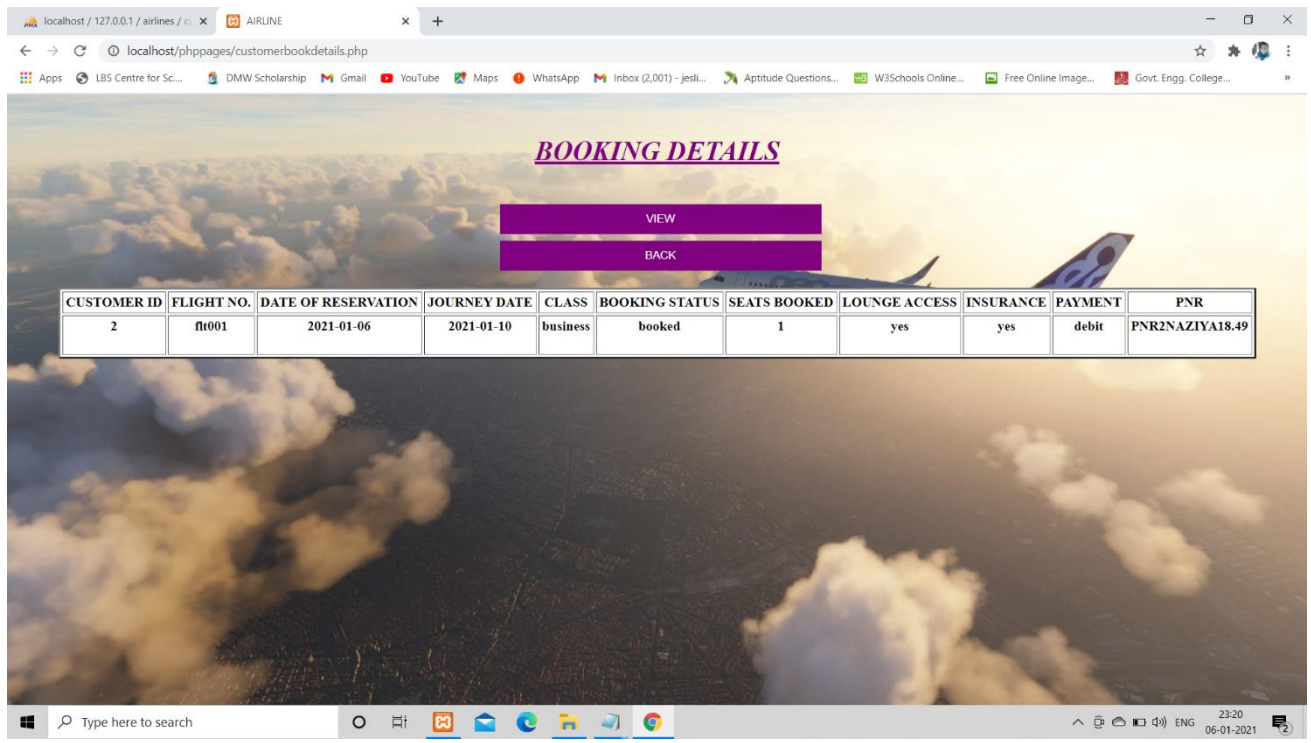 localhost / 127.0.0.1 / airlines / cu
AIRLINE
localhost/phppages/customerbookdetails.php
Apps LBS Centre for Sc.... DMW Scholarship Gmail YouTube Maps WhatsApp Inbox (2,001) - jesli... Aptitude Questions... W3Schools Online... Free Online Image... Govt. Engg. College... »
BOOKING DETAILS
VIEW
BACK
CUSTOMER ID FLIGHT NO. DATE OF RESERVATION JOURNEY DATE CLASS BOOKING STATUS SEATS BOOKED LOUNGE ACCESS INSURANCE PAYMENT PNR
2 flt001 2021-01-06 2021-01-10 business booked 1 yes yes debit PNR2NAZIYA18.49
Type here to search
ENG
23:20
06-01-2021
2